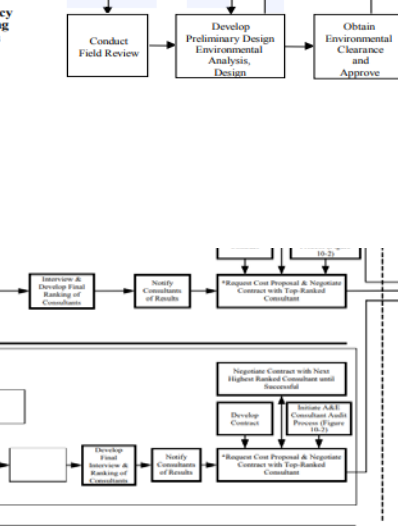 cy
g
Conduct
Field Review
Develop
Preliminary Design
Environmental
Analysis,
Design
Obtain
Environmental
Clearance
and
Approve
10-2)
Interview &
Develop Final
Ranking of
Consultants
Notify
Consultants
of Results
*Request Cost Proposal & Negotiate
Contract with Top-Ranked
Consultant
Negotiate Contract with Next
Highest Ranked Consultant until
Successful
Develop
Contract
Initiate A&E
Consultant Audit
Process (Figure
10-2)
Develop
Final
Interview &
Ranking of
Consultants
Notify
Consultants
of Results
*Request Cost Proposal & Negotiate
Contract with Top-Ranked
Consultant